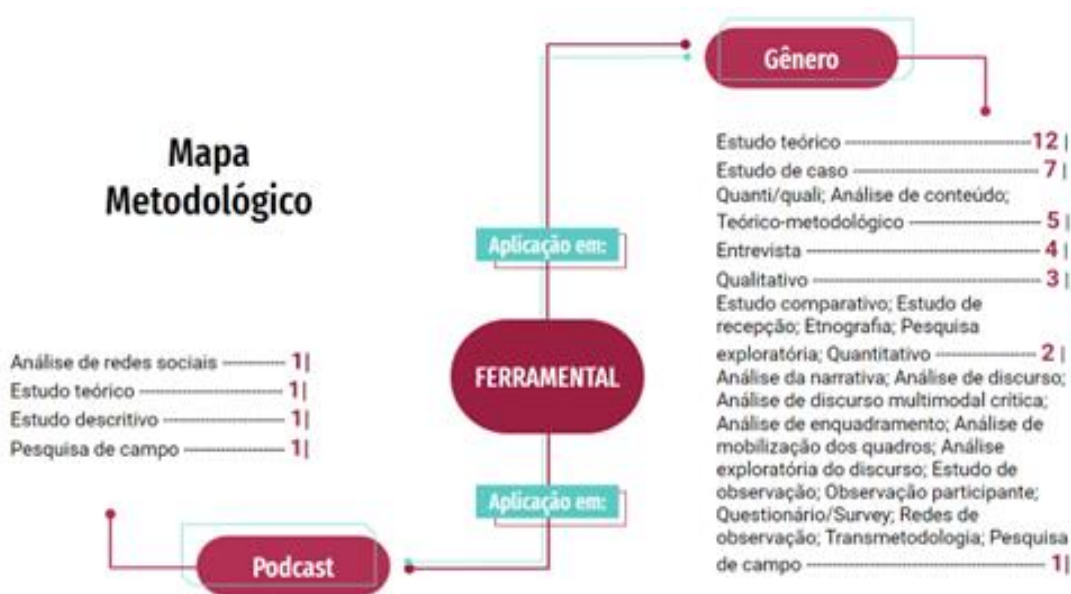 Mapa
Metodológico
Gênero
Estudo teórico 12 |
Estudo de caso 7 |
Quanti/quali; Análise de conteúdo;
Teórico-metodológico 5 |
Entrevista 4 |
Qualitativo 3 |
Estudo comparativo; Estudo de
recepção; Etnografia; Pesquisa
exploratória; Quantitativo 2 |
Análise da narrativa; Análise de discurso;
Análise de discurso multimodal crítica;
Análise de enquadramento; Análise de
mobilização dos quadros; Análise
exploratória do discurso; Estudo de
observação; Observação participante;
Questionário/Survey; Redes de
observação; Transmetodologia; Pesquisa
de campo 1|
Aplicação em:
FERRAMENTAL
Aplicação em:
Análise de redes sociais 1|
Estudo teórico 1|
Estudo descritivo 1|
Pesquisa de campo 1|
Podcast